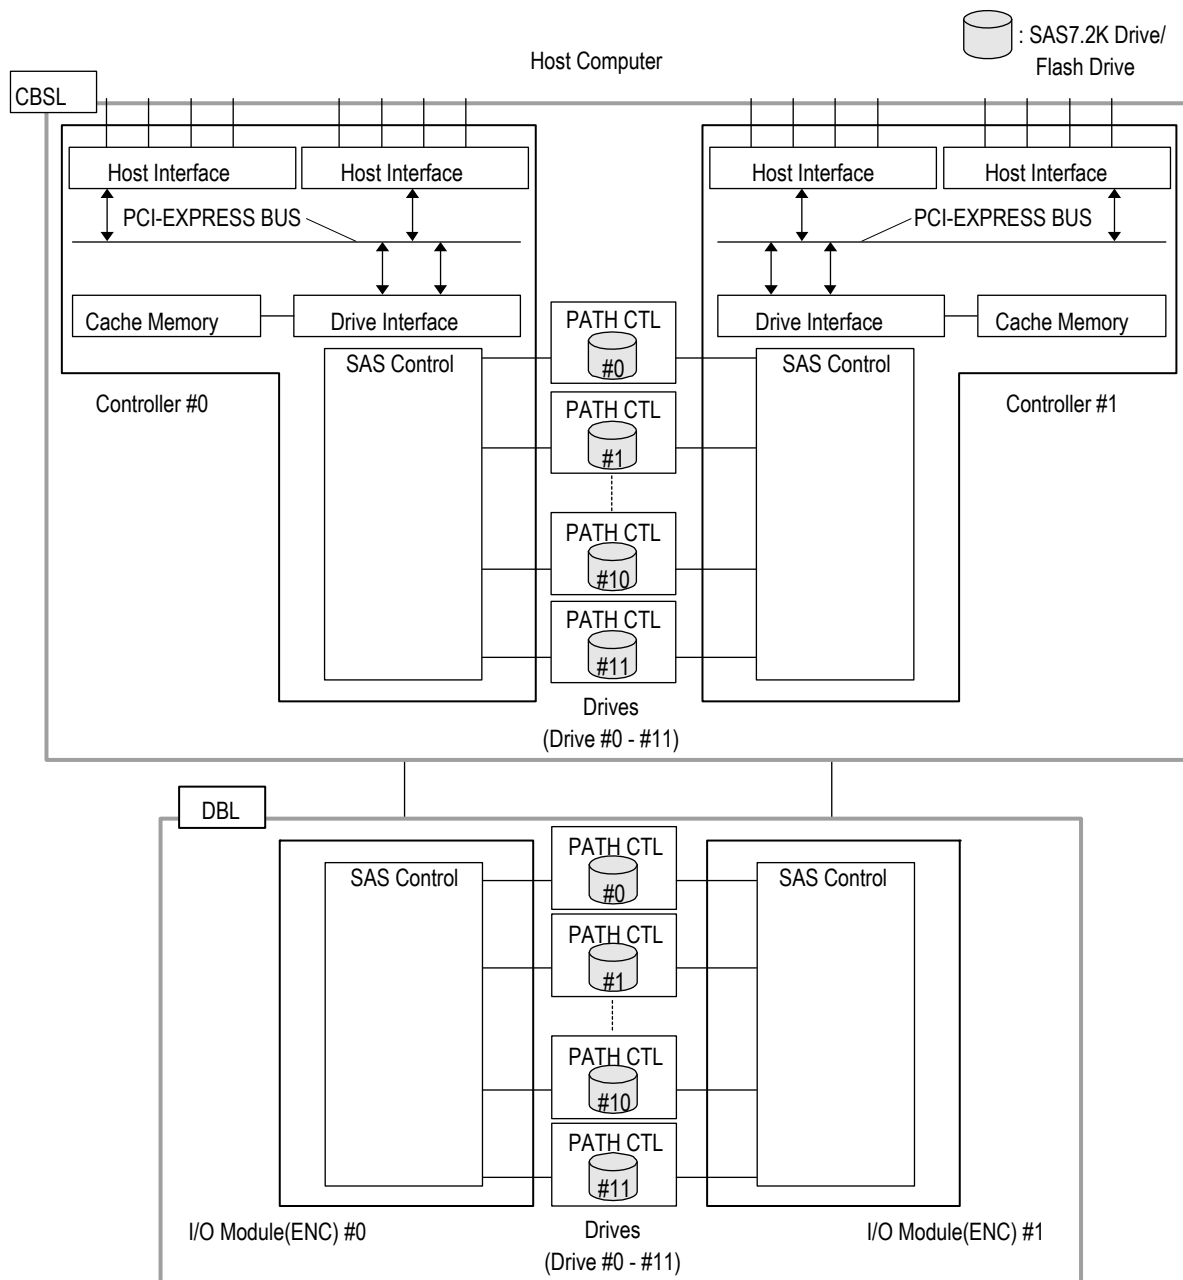 : SAS7.2K Drive/
Flash Drive
Host Computer
CBSL
Host Interface
Host Interface
Host Interface
Host Interface
PCI-EXPRESS BUS
PCI-EXPRESS BUS
Cache Memory
Drive Interface
PATH CTL
#0
Drive Interface
Cache Memory
SAS Control
SAS Control
Controller #0
PATH CTL
#1
Controller #1
PATH CTL
#10
PATH CTL
#11
Drives
(Drive #0 - #11)
DBL
PATH CTL
#0
SAS Control
SAS Control
PATH CTL
#1
PATH CTL
#10
PATH CTL
#11
I/O Module(ENC) #0
Drives
(Drive #0 - #11)
I/O Module(ENC) #1